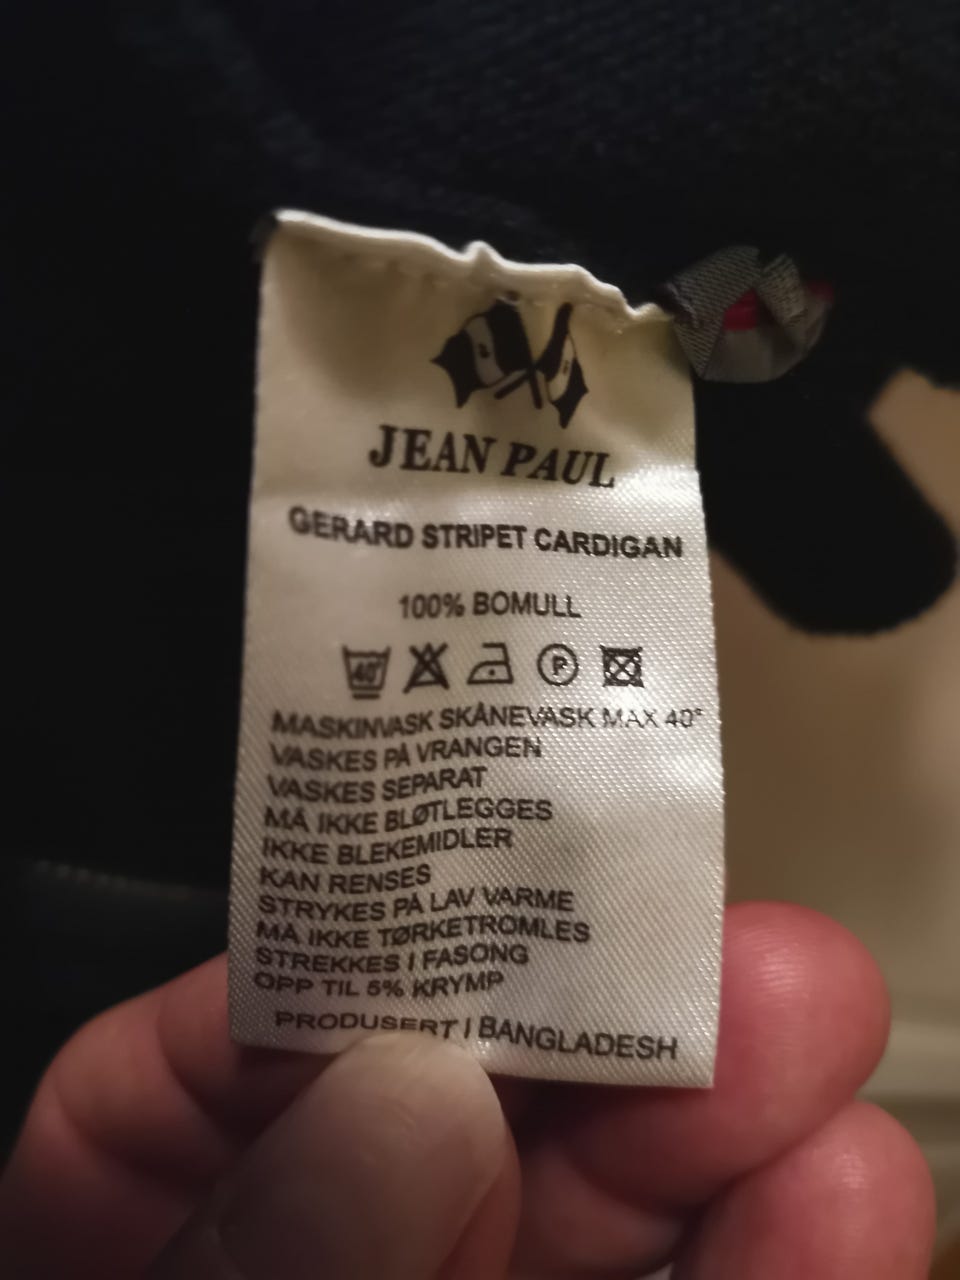 JEAN PAUL
GERARD STRIPET CARDIGAN
100% BOMULL
40° P
MASKINVASK SKÅNEVASK MAX 40°
VASKES PÅ VRANGEN
VASKES SEPARAT
MÅ IKKE BLØTLEGGES
IKKE BLEKEMIDLER
KAN RENSES
STRYKES PÅ LAV VARME
MÅ IKKE TØRKETROMLES
STREKKES I FASONG
OPP TIL 5% KRYMP
PRODUSERT I BANGLADESH